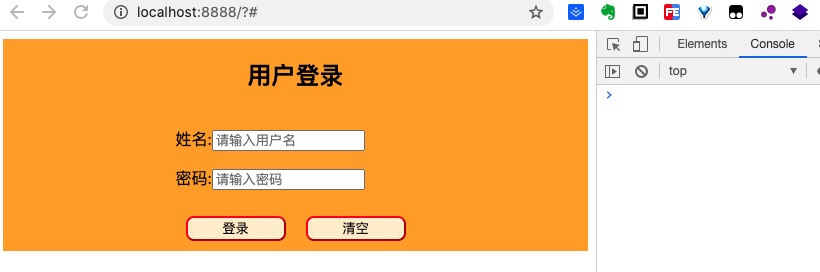 localhost:8888/?#
Elements
Console
top
用户登录
姓名:请输入用户名
密码:请输入密码
登录
清空